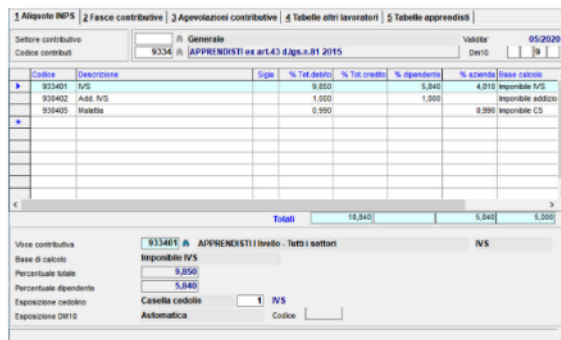 1 Aliquote INPS 2 Fasce contributive 3 Agevolazioni contributive 4 Tabelle altri lavoratori 5 Tabelle apprendisti
Settore contributivo Generale Validita' 05/2020
Codice contributi 9334 APPRENDISTI ex art.43 d.lgs.n.81 2015 Dm10 9
Codice Descrizione Sigla % Tot.debito % Tot.credito % dipendente % azienda Base calcolo
933401 IVS 9,850 5,840 4,010 Imponibile IVS
930402 Add. IVS 1,000 1,000 Imponibile addizio
930405 Malattia 0,990 0,990 Imponibile CS
Totali 10,840 5,840 5,000
Voce contributiva 933401 APPRENDISTI I livello - Tutti i settori IVS
Base di calcolo Imponibile IVS
Percentuale totale 9,850
Percentuale dipendente 5,840
Esposizione cedolino Casella cedolis 1 IVS
Esposizione DM10 Automatica Codice